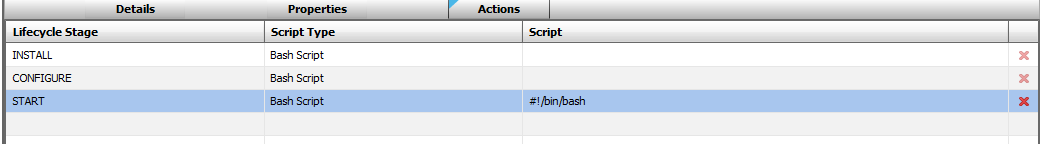 Details Properties Actions
Lifecycle Stage Script Type Script
INSTALL Bash Script
CONFIGURE Bash Script
START Bash Script #!/bin/bash